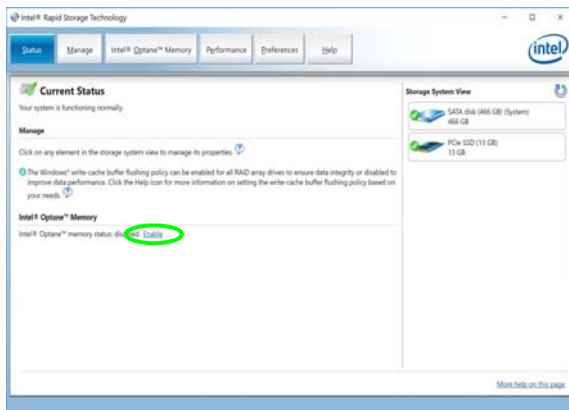 Intel® Rapid Storage Technology
Status
Manage
Intel® Optane™ Memory
Performance
Preferences
Help
intel
Current Status
Your system is functioning normally.
Manage
Click on any element in the storage system view to manage its properties.
The Windows* write-cache buffer flushing policy can be enabled for all RAID array drives to ensure data integrity or disabled to
improve data performance. Click the Help icon for more information on setting the write-cache buffer flushing policy based on
your needs.
Intel® Optane™ Memory
Intel® Optane™ memory status: disabled. Enable
Storage System View
SATA disk (466 GB) (System)
466 GB
PCIe SSD (13 GB)
13 GB
More help on this page